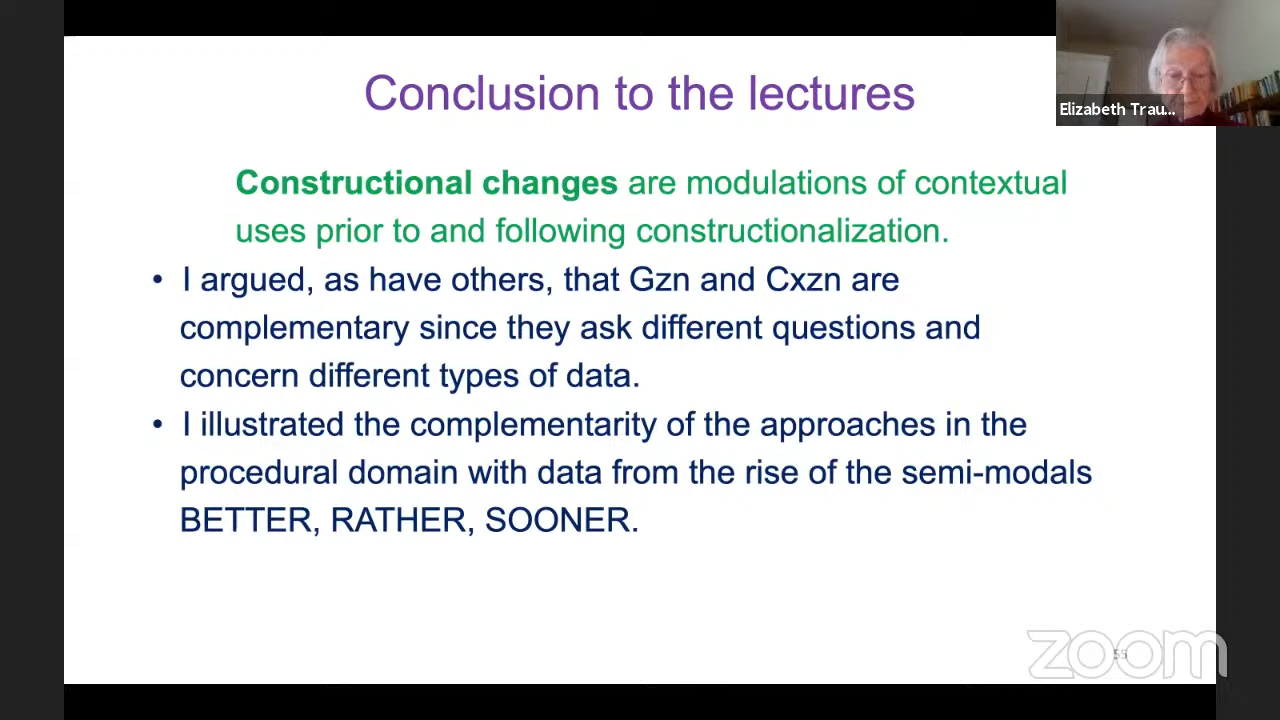 Conclusion to the lectures
Elizabeth Trau...
Constructional changes are modulations of contextual
uses prior to and following constructionalization.
• I argued, as have others, that Gzn and Cxzn are
complementary since they ask different questions and
concern different types of data.
• I illustrated the complementarity of the approaches in the
procedural domain with data from the rise of the semi-modals
BETTER, RATHER, SOONER.
zoom
55